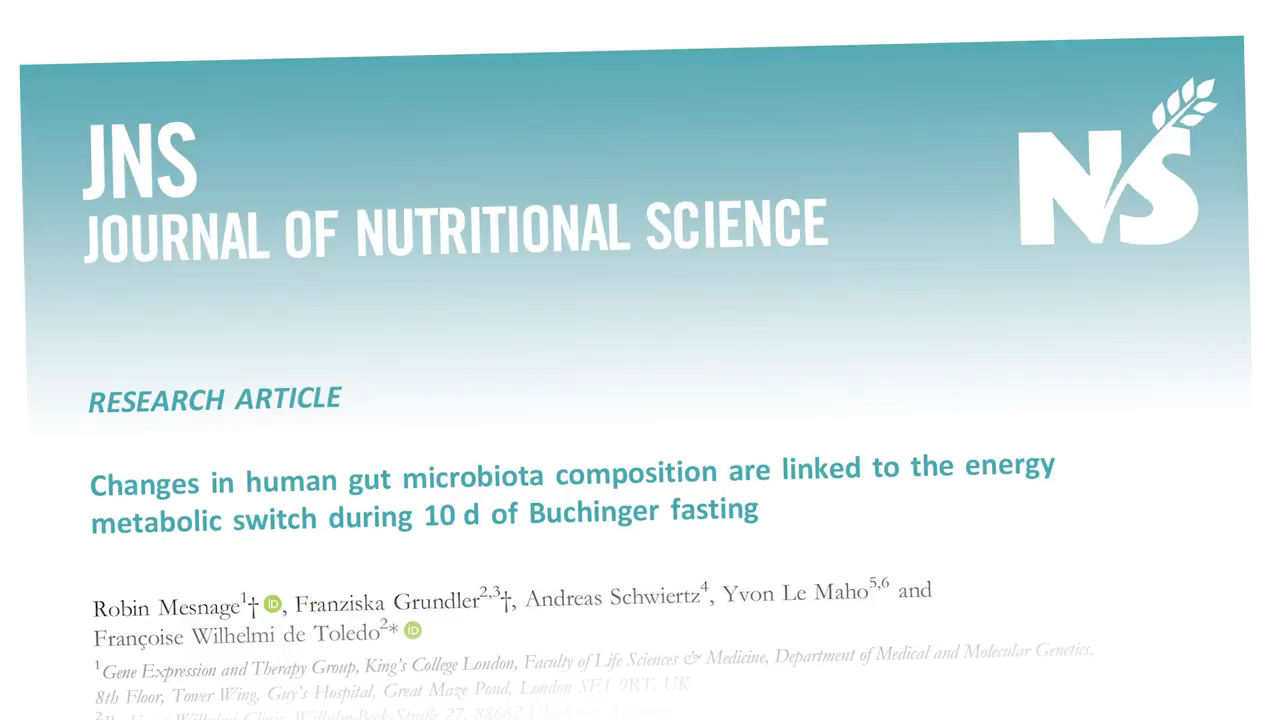 JNS
JOURNAL OF NUTRITIONAL SCIENCE
NS
RESEARCH ARTICLE
Changes in human gut microbiota composition are linked to the energy
metabolic switch during 10 d of Buchinger fasting
Robin Mesnage1† iD, Franziska Grundler2,3†, Andreas Schwiertz4, Yvon Le Maho5,6 and
Françoise Wilhelmi de Toledo2* iD
1Gene Expression and Therapy Group, King's College London, Faculty of Life Sciences & Medicine, Department of Medical and Molecular Genetics,
8th Floor, Tower Wing, Guy's Hospital, Great Maze Pond, London SE1 9RT, UK
88662